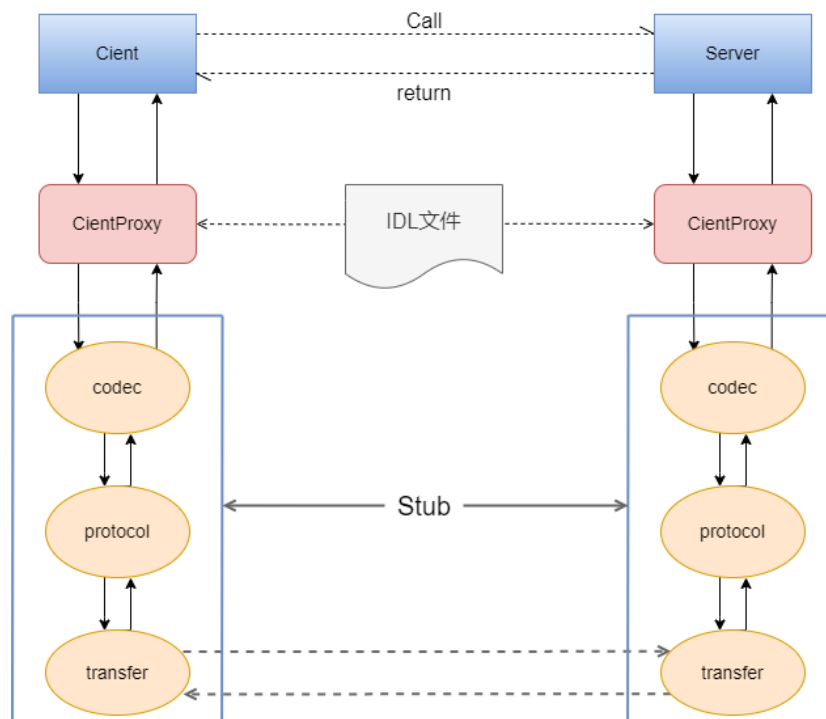 Call
Cient
Server
return
CientProxy
IDL文件
CientProxy
codec
codec
Stub
protocol
protocol
transfer
transfer